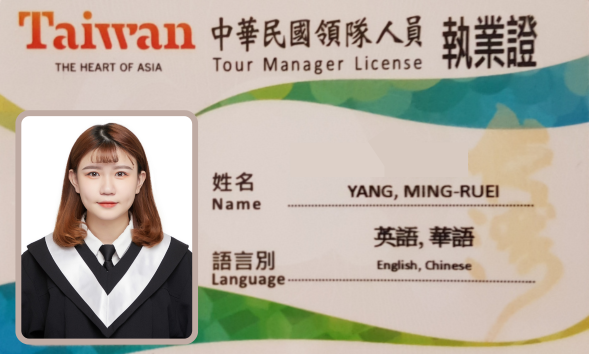 Taiwan
THE HEART OF ASIA
中華民國領隊人員 執業證
Tour Manager License
姓名
Name
YANG, MING-RUEI
英語, 華語
語言別
Language
English, Chinese